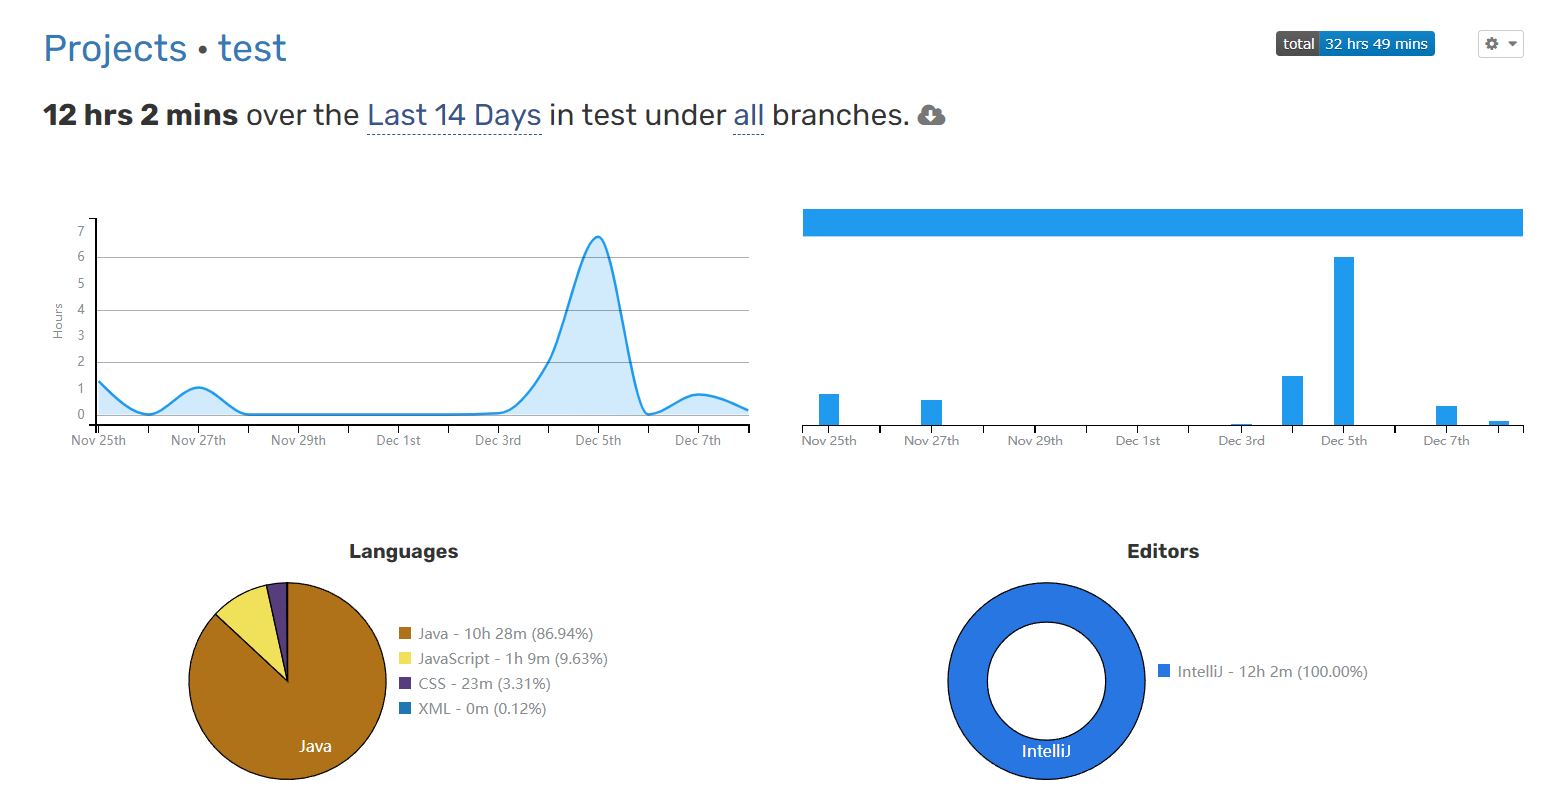 Projects • test
total 32 hrs 49 mins
12 hrs 2 mins over the Last 14 Days in test under all branches.
Hours
7
6
5
4
3
2
1
0
Nov 25th Nov 27th Nov 29th Dec 1st Dec 3rd Dec 5th Dec 7th
Nov 25th Nov 27th Nov 29th Dec 1st Dec 3rd Dec 5th Dec 7th
Languages
Java - 10h 28m (86.94%)
JavaScript - 1h 9m (9.63%)
CSS - 23m (3.31%)
XML - 0m (0.12%)
Java
Editors
IntelliJ - 12h 2m (100.00%)
IntelliJ